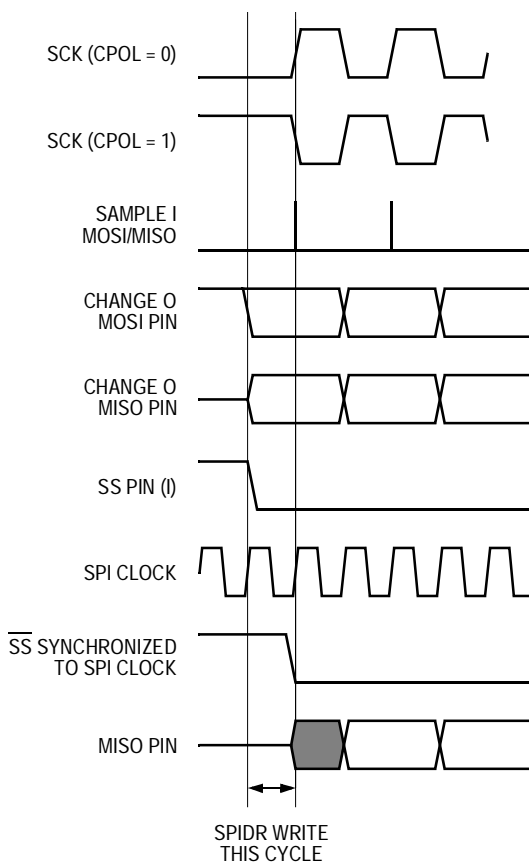 SCK (CPOL = 0)
SCK (CPOL = 1)
SAMPLE I
MOSI/MISO
CHANGE O
MOSI PIN
CHANGE O
MISO PIN
SS PIN (I)
SPI CLOCK
S̅S̅ SYNCHRONIZED
TO SPI CLOCK
MISO PIN
SPIDR WRITE
THIS CYCLE